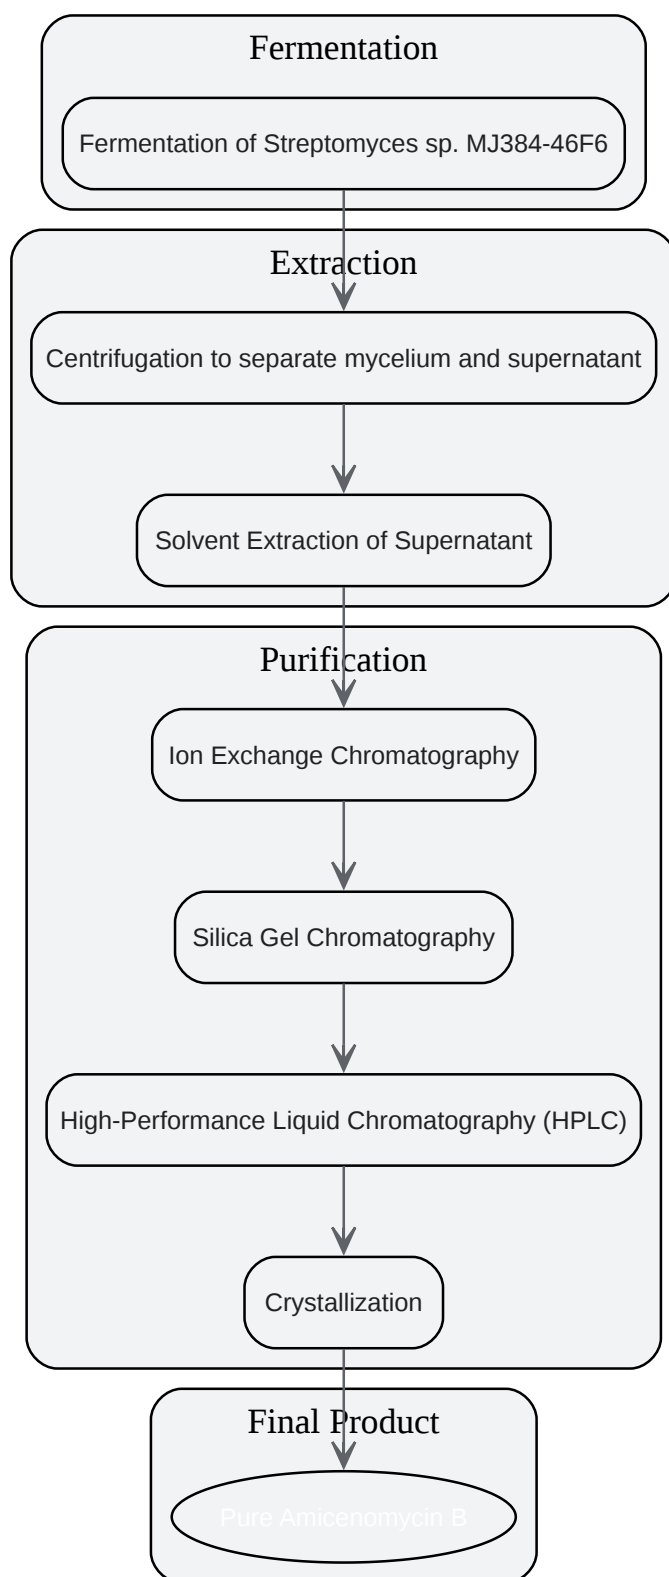 Fermentation
Fermentation of Streptomyces sp. MJ384-46F6
Extraction
Centrifugation to separate mycelium and supernatant
Solvent Extraction of Supernatant
Purification
Ion Exchange Chromatography
Silica Gel Chromatography
High-Performance Liquid Chromatography (HPLC)
Crystallization
Final Product
Pure Amicenomycin B